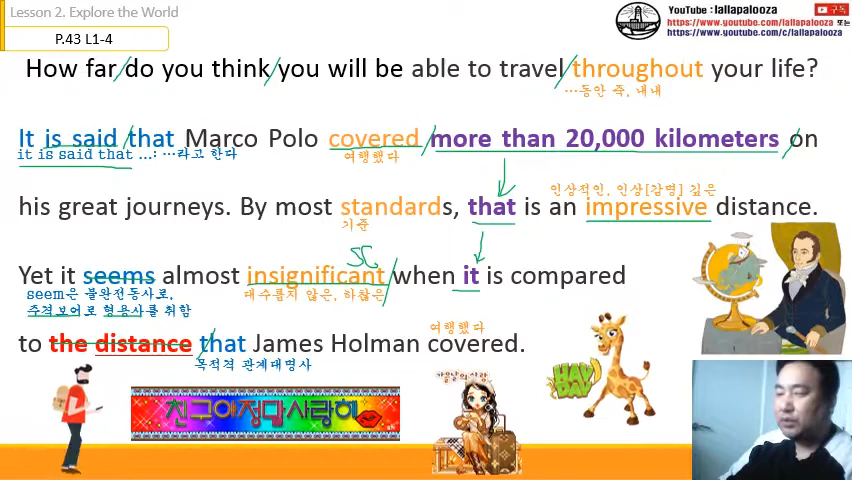 Lesson 2. Explore the World
P.43 L1-4
YouTube : lallapalooza
구독
https://www.youtube.com/lallapalooza 또는
https://www.youtube.com/c/lallapalooza
How far do you think you will be able to travel throughout your life?
…동안 죽, 내내
It is said that Marco Polo covered more than 20,000 kilometers on
it is said that …: …라고 한다
여행했다
인상적인, 인상[감명] 깊은
his great journeys. By most standards, that is an impressive distance.
기준
SC
Yet it seems almost insignificant when it is compared
seem은 불완전동사로,
대수롭지 않은, 하찮은
주격보어로 형용사를 취함
여행했다
to the distance that James Holman covered.
목적격 관계대명사
가을날의 사랑
HAY DAY
친구야정말사랑해